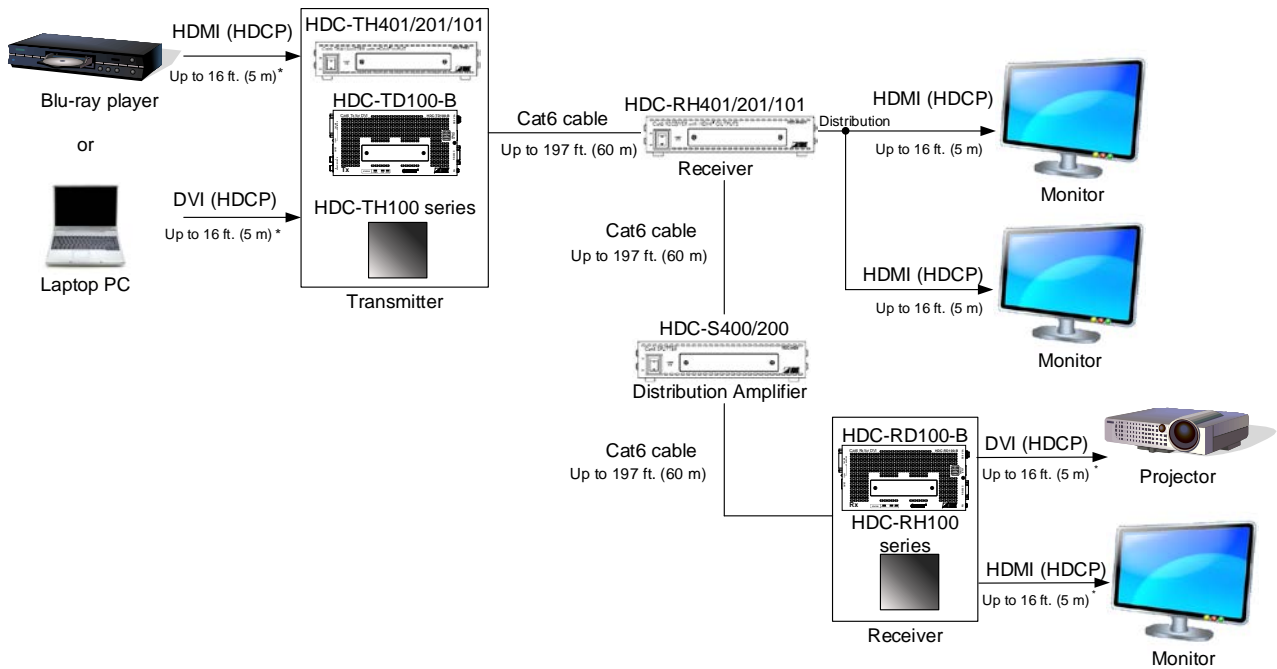 HDMI (HDCP)
Up to 16 ft. (5 m)*
Blu-ray player
or
DVI (HDCP)
Up to 16 ft. (5 m) *
Laptop PC
HDC-TH401/201/101
HDC-TD100-B
TX
HDC-TH100 series
Transmitter
Cat6 cable
Up to 197 ft. (60 m)
HDC-RH401/201/101
Receiver
Distribution
HDMI (HDCP)
Up to 16 ft. (5 m)
Monitor
HDMI (HDCP)
Up to 16 ft. (5 m)
Monitor
Cat6 cable
Up to 197 ft. (60 m)
HDC-S400/200
Distribution Amplifier
Cat6 cable
Up to 197 ft. (60 m)
HDC-RD100-B
RX
HDC-RH100
series
Receiver
DVI (HDCP)
Up to 16 ft. (5 m) *
Projector
HDMI (HDCP)
Up to 16 ft. (5 m) *
Monitor